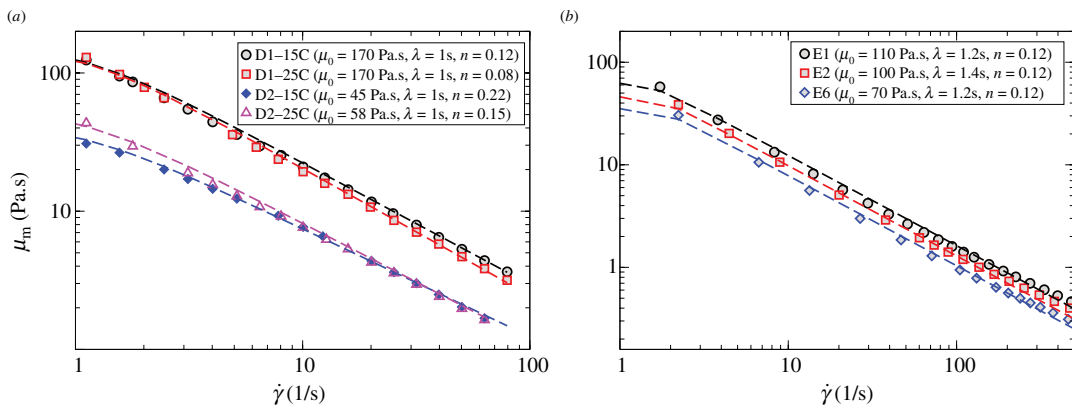 (a)
D1–15C (μ0 = 170 Pa.s, λ = 1s, n = 0.12)
D1–25C (μ0 = 170 Pa.s, λ = 1s, n = 0.08)
D2–15C (μ0 = 45 Pa.s, λ = 1s, n = 0.22)
D2–25C (μ0 = 58 Pa.s, λ = 1s, n = 0.15)
100
10
μm (Pa.s)
1
10
100
γ̇ (1/s)
(b)
E1 (μ0 = 110 Pa.s, λ = 1.2s, n = 0.12)
E2 (μ0 = 100 Pa.s, λ = 1.4s, n = 0.12)
E6 (μ0 = 70 Pa.s, λ = 1.2s, n = 0.12)
100
10
1
1
10
100
γ̇ (1/s)